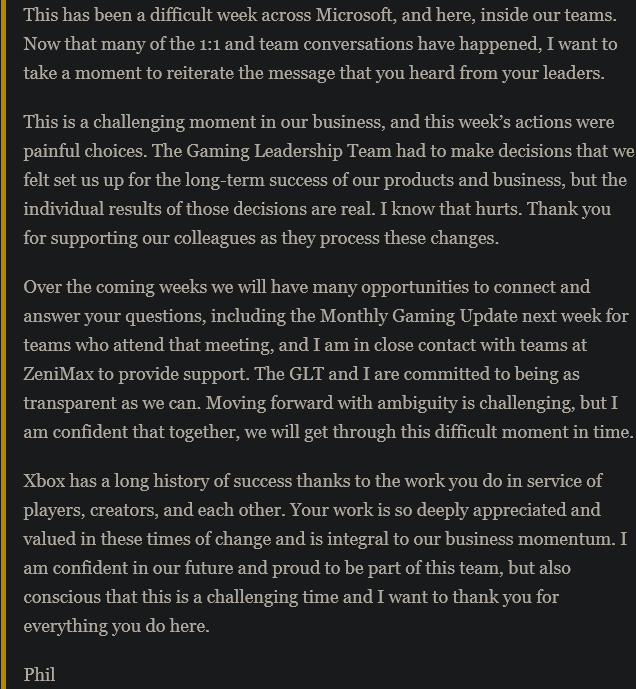 This has been a difficult week across Microsoft, and here, inside our teams.
Now that many of the 1:1 and team conversations have happened, I want to
take a moment to reiterate the message that you heard from your leaders.
This is a challenging moment in our business, and this week’s actions were
painful choices. The Gaming Leadership Team had to make decisions that we
felt set us up for the long-term success of our products and business, but the
individual results of those decisions are real. I know that hurts. Thank you
for supporting our colleagues as they process these changes.
Over the coming weeks we will have many opportunities to connect and
answer your questions, including the Monthly Gaming Update next week for
teams who attend that meeting, and I am in close contact with teams at
ZeniMax to provide support. The GLT and I are committed to being as
transparent as we can. Moving forward with ambiguity is challenging, but I
am confident that together, we will get through this difficult moment in time.
Xbox has a long history of success thanks to the work you do in service of
players, creators, and each other. Your work is so deeply appreciated and
valued in these times of change and is integral to our business momentum. I
am confident in our future and proud to be part of this team, but also
conscious that this is a challenging time and I want to thank you for
everything you do here.
Phil